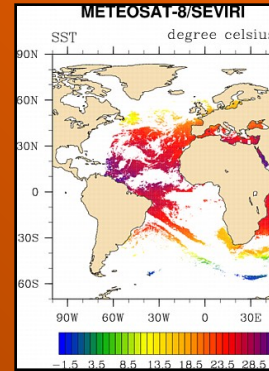 METEOSAT-8/SEVIRI
SST degree celsius
90N
60N
30N
0
30S
60S
90W 60W 30W 0 30E
-1.5 3.5 8.5 13.5 18.5 23.5 28.5